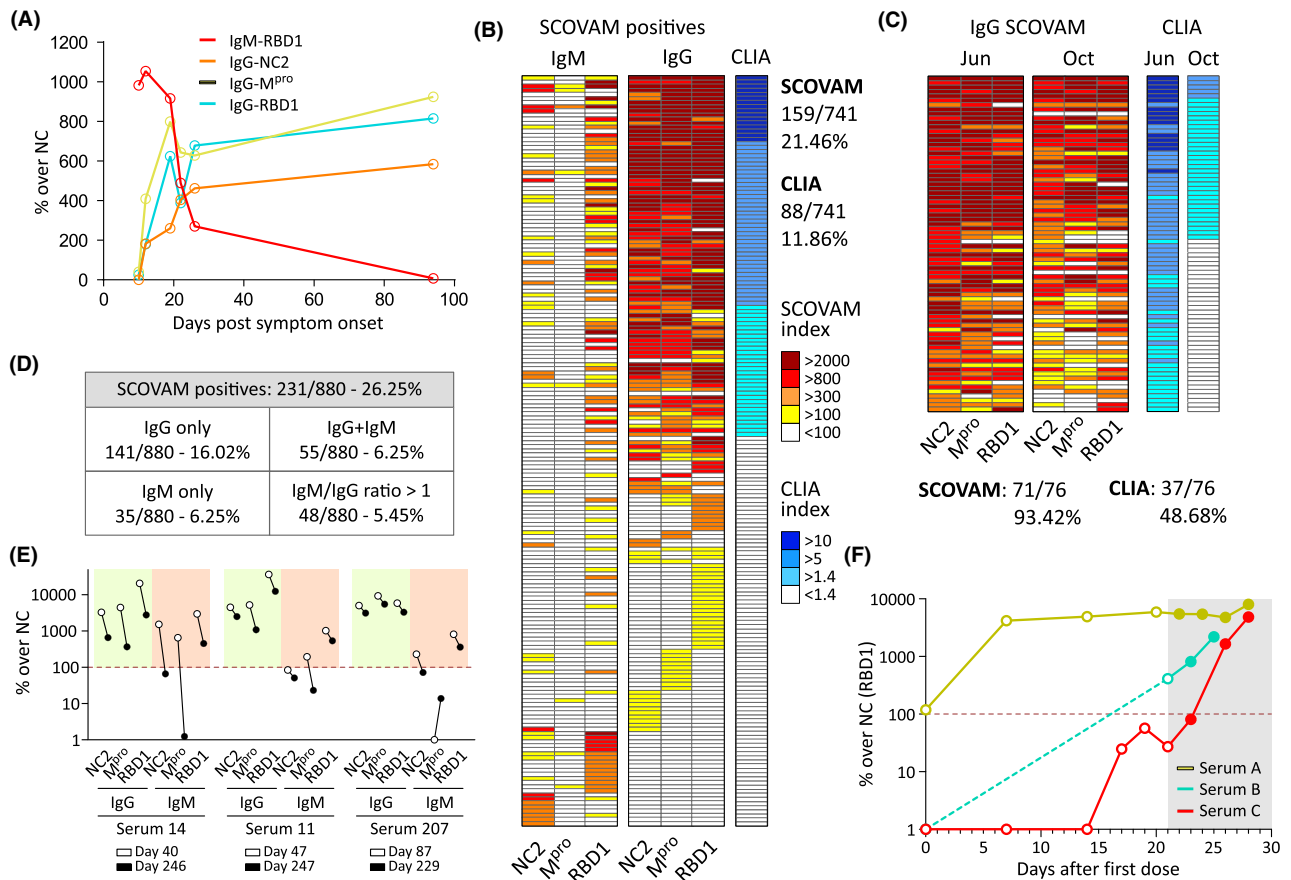 (A)
1200
1000
800
600
400
200
0
% over NC
IgM-RBD1
IgG-NC2
IgG-Mpro
IgG-RBD1
0 20 40 60 80 100
Days post symptom onset
(B)
SCOVAM positives
IgM IgG CLIA
SCOVAM
159/741
21.46%
CLIA
88/741
11.86%
SCOVAM
index
>2000
>800
>300
>100
<100
CLIA
index
>10
>5
>1.4
<1.4
NC2 Mpro RBD1 NC2 Mpro RBD1
(C)
IgG SCOVAM CLIA
Jun Oct Jun Oct
NC2 Mpro RBD1 NC2 Mpro RBD1
SCOVAM: 71/76 CLIA: 37/76
93.42% 48.68%
(D)
SCOVAM positives: 231/880 - 26.25%
IgG only IgG+IgM
141/880 - 16.02% 55/880 - 6.25%
IgM only IgM/IgG ratio > 1
35/880 - 6.25% 48/880 - 5.45%
(E)
10000
1000
100
10
1
% over NC
NC2 Mpro RBD1 NC2 Mpro RBD1 NC2 Mpro RBD1 NC2 Mpro RBD1 NC2 Mpro RBD1 NC2 Mpro RBD1
IgG IgM IgG IgM IgG IgM
Serum 14 Serum 11 Serum 207
Day 40 Day 47 Day 87
Day 246 Day 247 Day 229
(F)
10000
1000
100
10
1
% over NC (RBD1)
Serum A
Serum B
Serum C
0 5 10 15 20 25 30
Days after first dose